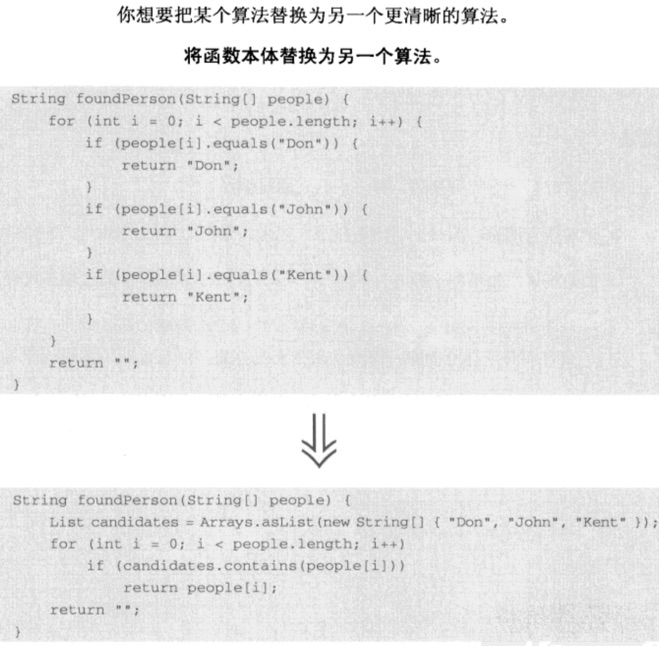 你想要把某个算法替换为另一个更清晰的算法。
将函数本体替换为另一个算法。
String foundPerson(String[] people) {
    for (int i = 0; i < people.length; i++) {
        if (people[i].equals("Don")) {
            return "Don";
        }
        if (people[i].equals("John")) {
            return "John";
        }
        if (people[i].equals("Kent")) {
            return "Kent";
        }
    }
    return "";
}
String foundPerson(String[] people) {
    List candidates = Arrays.asList(new String[] { "Don", "John", "Kent" });
    for (int i = 0; i < people.length; i++)
        if (candidates.contains(people[i]))
            return people[i];
    return "";
}